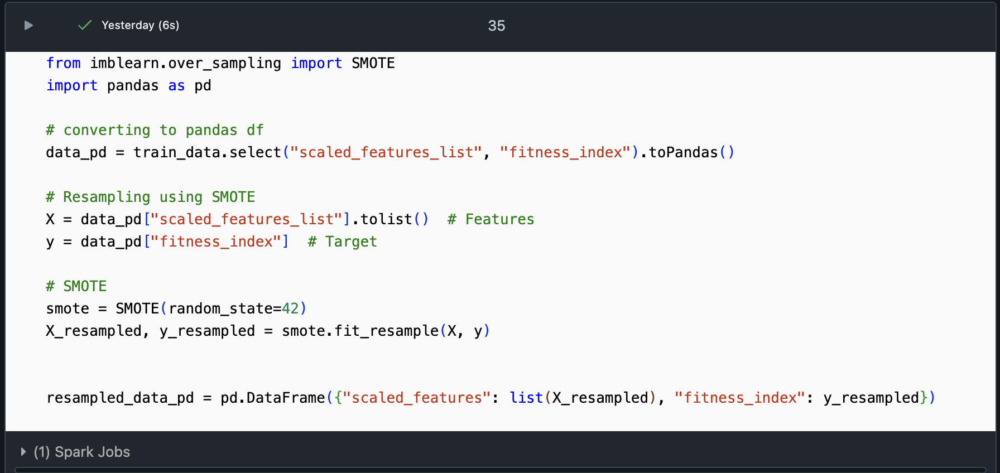 Yesterday (6s)
35
from imblearn.over_sampling import SMOTE
import pandas as pd
# converting to pandas df
data_pd = train_data.select("scaled_features_list", "fitness_index").toPandas()
# Resampling using SMOTE
X = data_pd["scaled_features_list"].tolist()  # Features
y = data_pd["fitness_index"]  # Target
# SMOTE
smote = SMOTE(random_state=42)
X_resampled, y_resampled = smote.fit_resample(X, y)
resampled_data_pd = pd.DataFrame({"scaled_features": list(X_resampled), "fitness_index": y_resampled})
(1) Spark Jobs